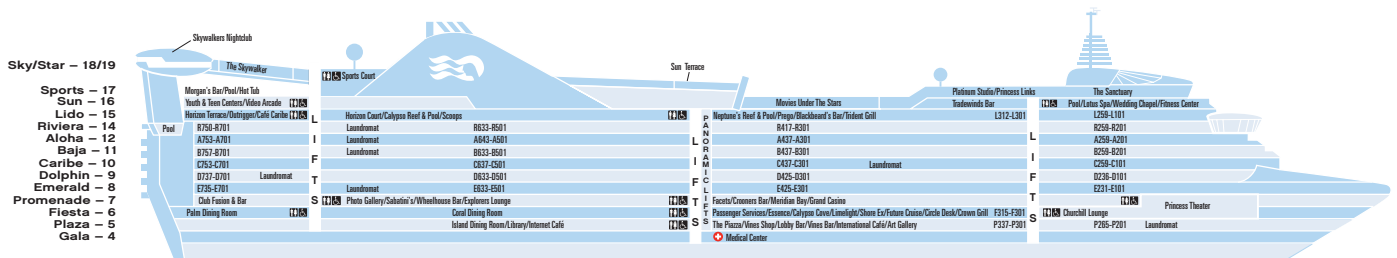 Skywalkers Nightclub
Sky/Star – 18/19
The Skywalker
Sports Court
Sun Terrace
Sports – 17
Morgan's Bar/Pool/Hot Tub
Platinum Studio/Princess Links
The Sanctuary
Sun – 16
Youth & Teen Centers/Video Arcade
Movies Under The Stars
Tradewinds Bar
Pool/Lotus Spa/Wedding Chapel/Fitness Center
Lido – 15
Horizon Terrace/Outrigger/Café Caribe
Horizon Court/Calypso Reef & Pool/Scoops
Neptune's Reef & Pool/Prego/Blackbeard's Bar/Trident Grill
L312-L301
L259-L101
Riviera – 14
Pool
R750-R701
Laundromat
R633-R501
R417-R301
R259-R201
Aloha – 12
A753-A701
Laundromat
A643-A501
A437-A301
A259-A201
Baja – 11
B757-B701
Laundromat
B633-B501
B437-B301
B259-B201
Caribe – 10
C753-C701
C637-C501
C437-C301
Laundromat
C259-C101
Dolphin – 9
D737-D701
Laundromat
D633-D501
D425-D301
D236-D101
Emerald – 8
E735-E701
Laundromat
E633-E501
E425-E301
E231-E101
Promenade – 7
Club Fusion & Bar
Photo Gallery/Sabatini's/Wheelhouse Bar/Explorers Lounge
Facets/Crooners Bar/Meridian Bay/Grand Casino
Princess Theater
Fiesta – 6
Palm Dining Room
Coral Dining Room
Passenger Services/Essence/Calypso Cove/Limelight/Shore Ex/Future Cruise/Circle Desk/Crown Grill
F315-F301
Churchill Lounge
Plaza – 5
Island Dining Room/Library/Internet Café
The Piazza/Vines Shop/Lobby Bar/Vines Bar/International Café/Art Gallery
P337-P301
P265-P201
Laundromat
Gala – 4
Medical Center
LIFTS
LIFTS
PANORAMIC LIFTS
LIFTS